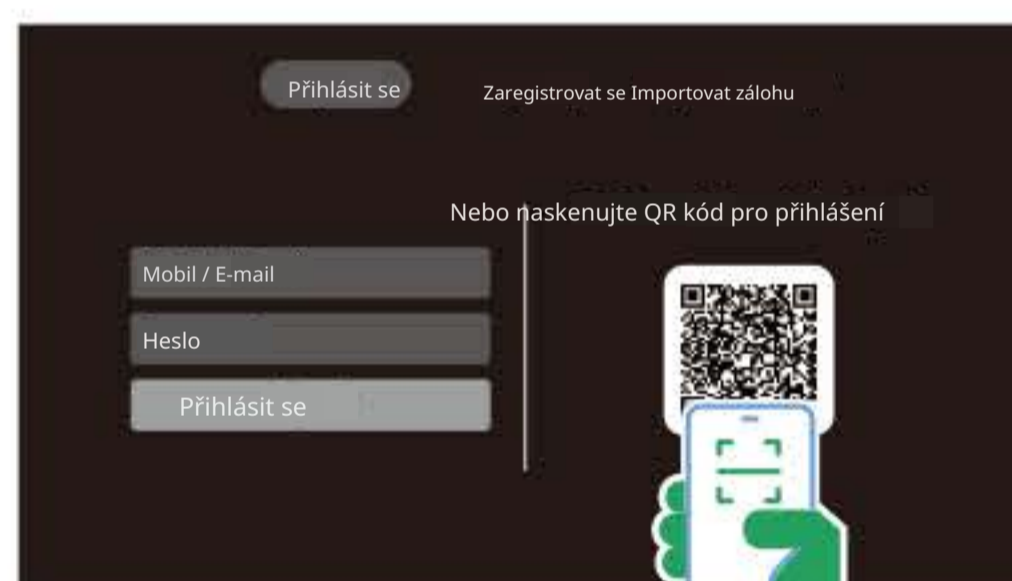 Přihlásit se
Zaregistrovat se Importovat zálohu
Nebo naskenujte QR kód pro přihlášení
Mobil / E-mail
Heslo
Přihlásit se